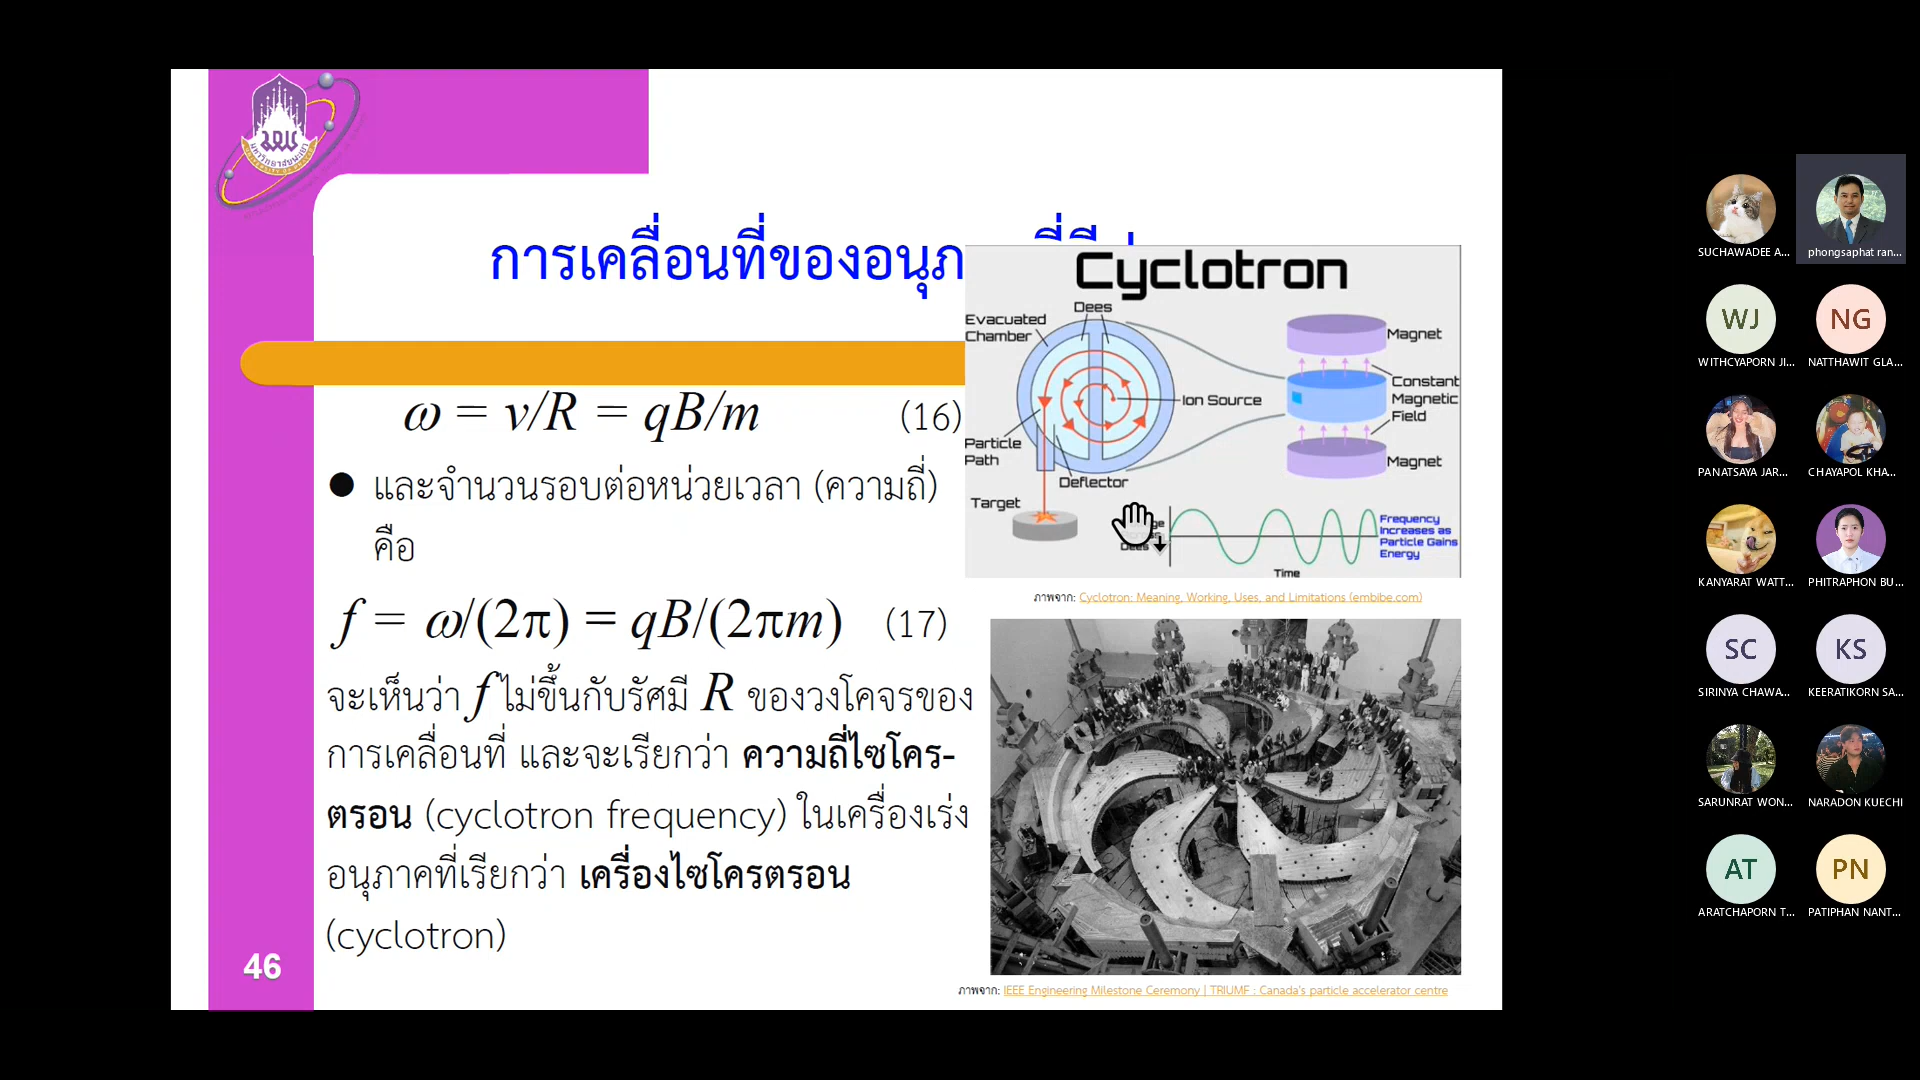 การเคลื่อนที่ของอนุภ
ω = v/R = qB/m (16)
● และจำนวนรอบต่อหน่วยเวลา (ความถี่)
คือ
f = ω/(2π) = qB/(2πm) (17)
จะเห็นว่า f ไม่ขึ้นกับรัศมี R ของวงโคจรของ
การเคลื่อนที่ และจะเรียกว่า ความถี่ไซโคร-
ตรอน (cyclotron frequency) ในเครื่องเร่ง
อนุภาคที่เรียกว่า เครื่องไซโครตรอน
(cyclotron)
46
Cyclotron
Dees
Evacuated
Chamber
Ion Source
Particle
Path
Deflector
Target
Magnet
Constant
Magnetic
Field
Magnet
Frequency
Increases as
Particle Gains
Energy
Time
ภาพจาก: Cyclotron: Meaning, Working, Uses, and Limitations (embibe.com)
ภาพจาก: IEEE Engineering Milestone Ceremony | TRIUMF : Canada's particle accelerator centre
SUCHAWADEE A...
phongsaphat ran...
WJ
WITHCYAPORN JI...
NG
NATTHAWIT GLA...
PANATSAYA JAR...
CHAYAPOL KHA...
KANYARAT WATT...
PHITRAPHON BU...
SC
SIRINYA CHAWA...
KS
KEERATIKORN SA...
SARUNRAT WON...
NARADON KUECHI
AT
ARATCHAPORN T...
PN
PATIPHAN NANT...